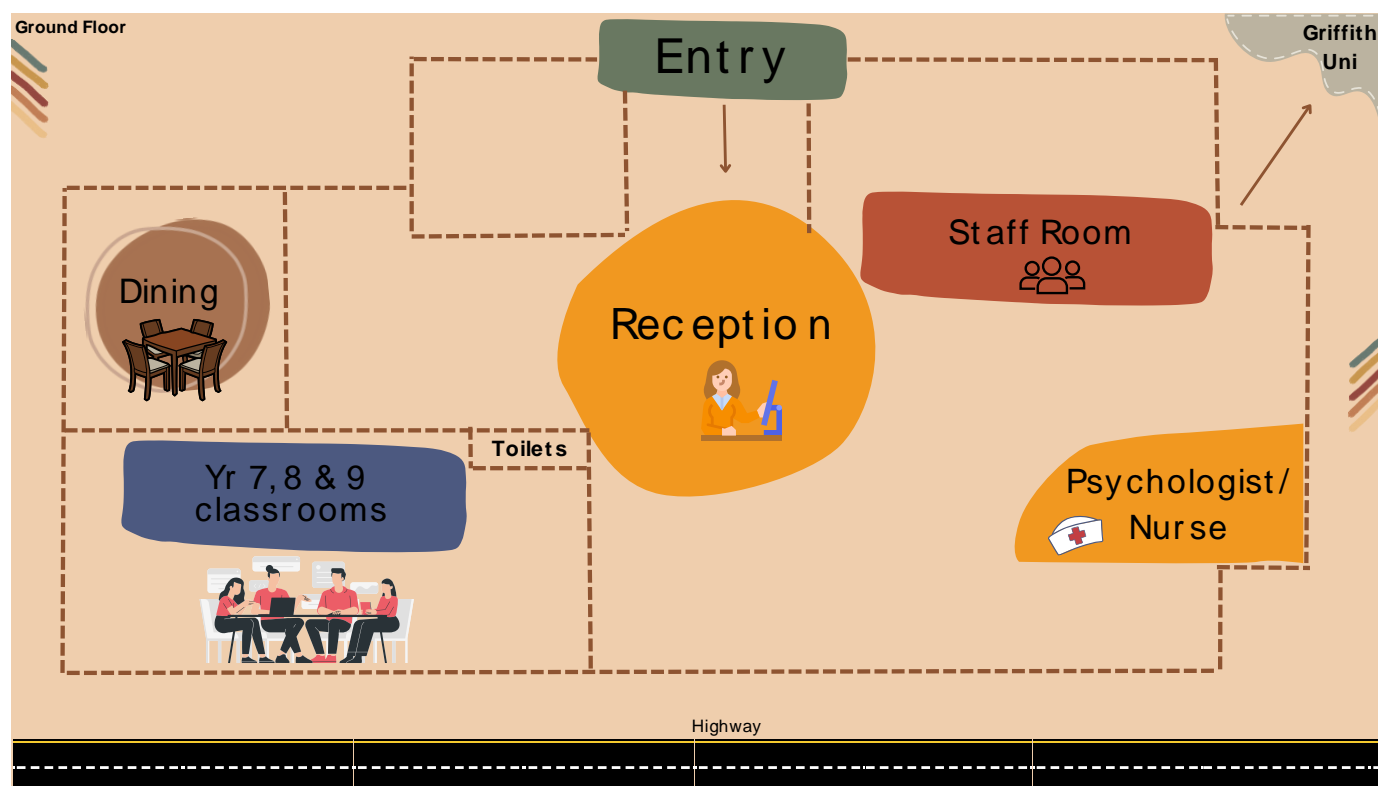 Ground Floor
Entry
Griffith
Uni
Staff Room
Dining
Reception
Toilets
Yr 7, 8 & 9
classrooms
Psychologist/
Nurse
Highway